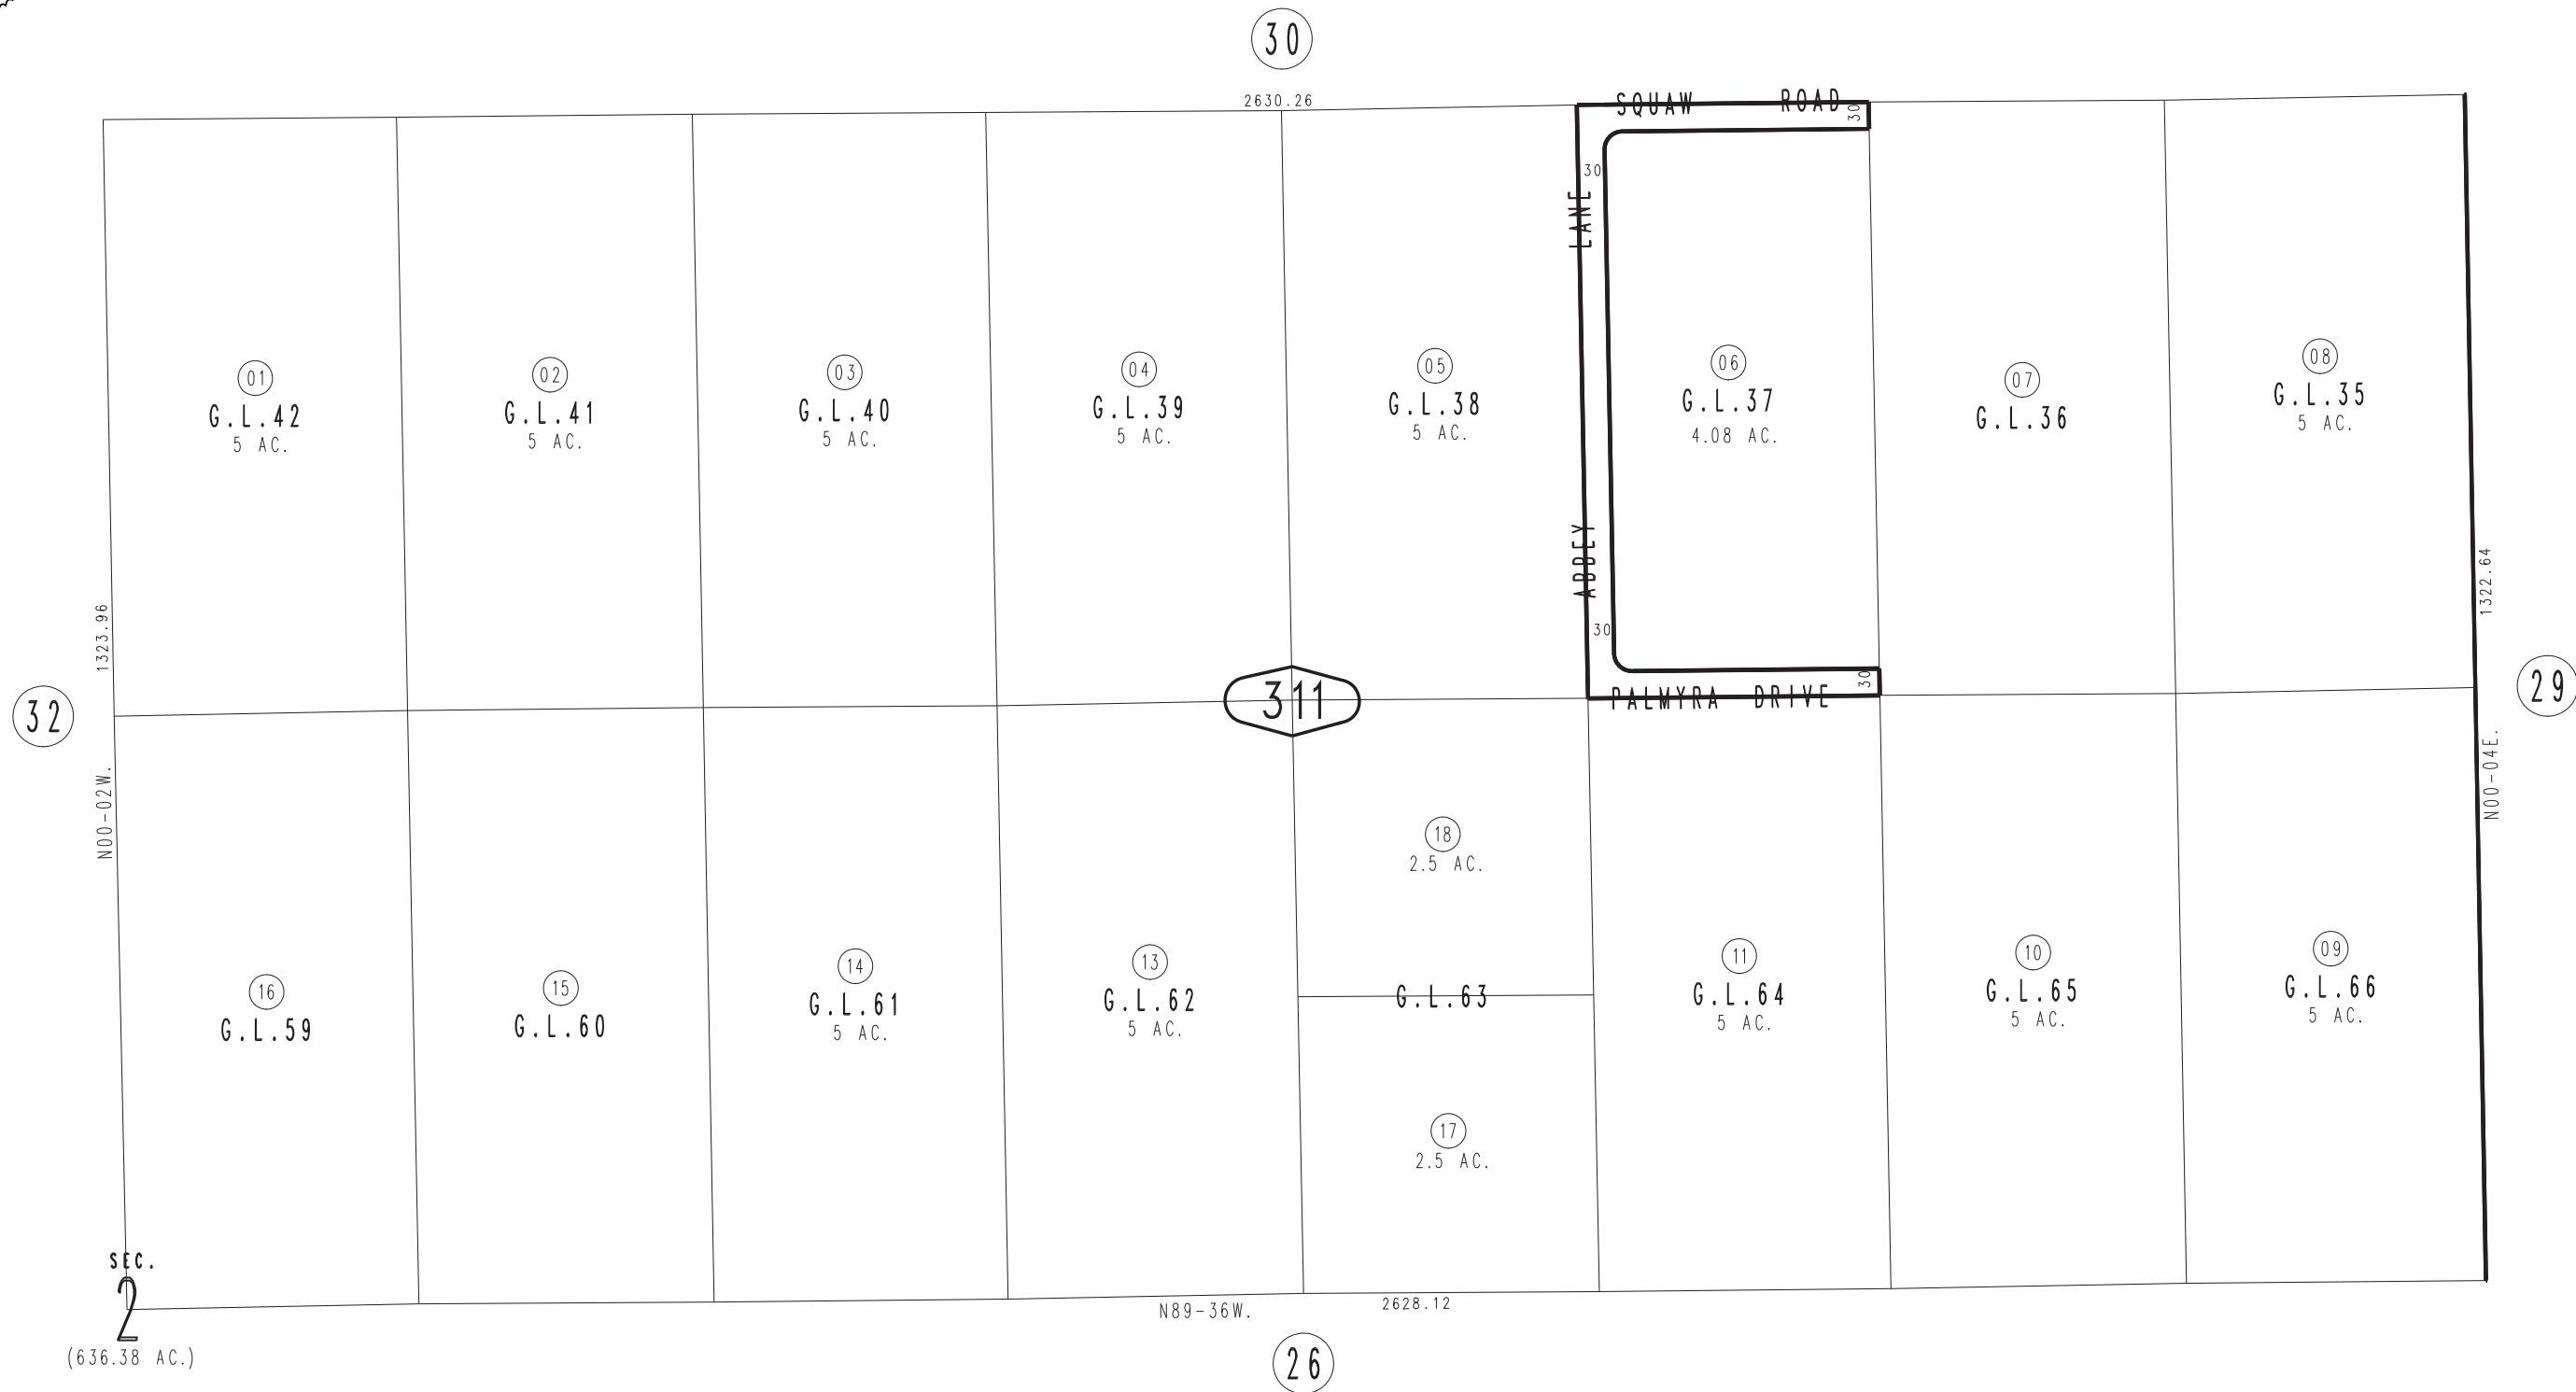 30
2630.26
SQUAW ROAD
30
30
LANE
ABBEY
30
30
PALMYRA DRIVE
01
G.L.42
5 AC.
02
G.L.41
5 AC.
03
G.L.40
5 AC.
04
G.L.39
5 AC.
05
G.L.38
5 AC.
06
G.L.37
4.08 AC.
07
G.L.36
08
G.L.35
5 AC.
1323.96
1322.64
32
311
29
N00-02W.
N00-04E.
16
G.L.59
15
G.L.60
14
G.L.61
5 AC.
13
G.L.62
5 AC.
18
2.5 AC.
G.L.63
17
2.5 AC.
11
G.L.64
5 AC.
10
G.L.65
5 AC.
09
G.L.66
5 AC.
SEC.
2
(636.38 AC.)
N89-36W.
2628.12
26